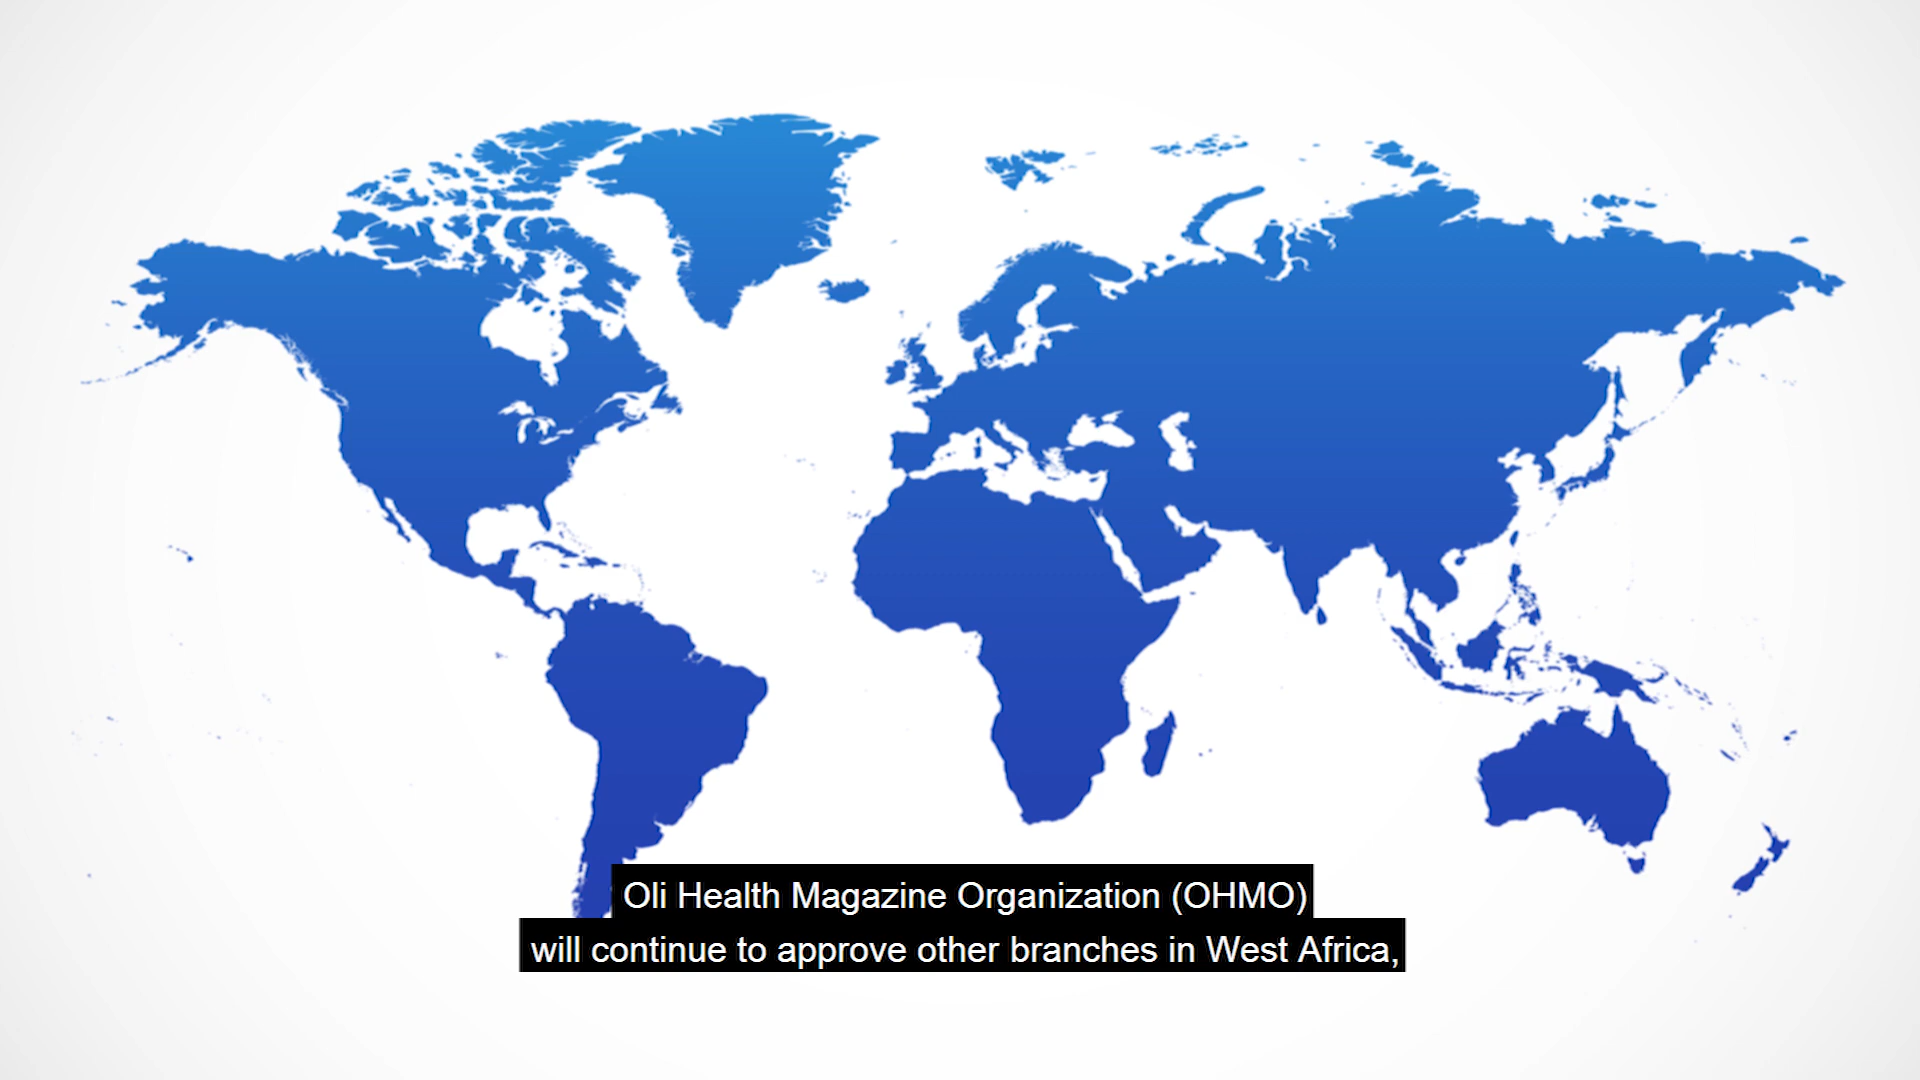 Oli Health Magazine Organization (OHMO)
will continue to approve other branches in West Africa,